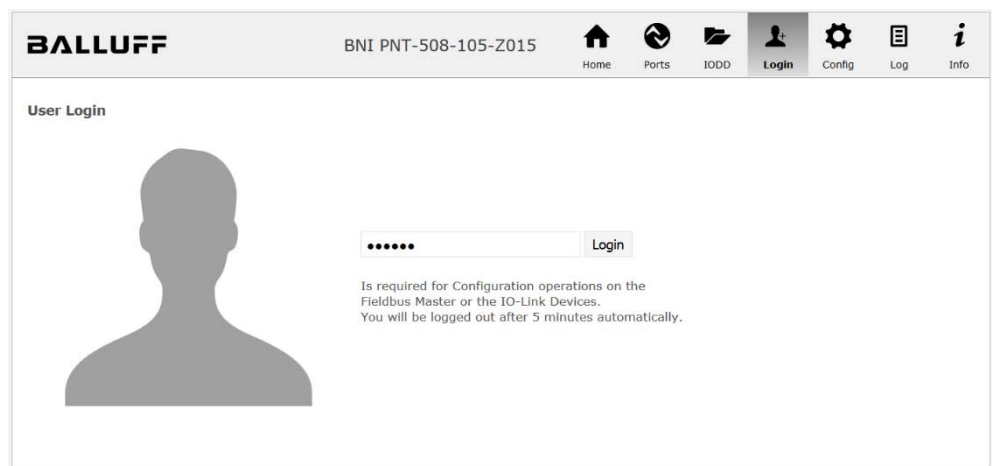 BALLUFF
BNI PNT-508-105-Z015
Home
Ports
IODD
Login
Config
Log
Info
User Login
••••••
Login
Is required for Configuration operations on the
Fieldbus Master or the IO-Link Devices.
You will be logged out after 5 minutes automatically.